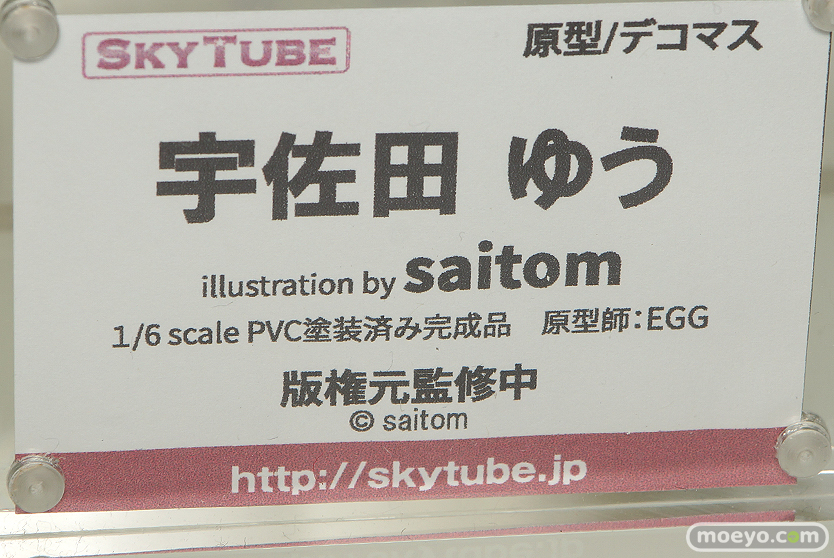 SKYTUBE
原型/デコマス
宇佐田 ゆう
illustration by saitom
1/6 scale PVC塗装済み完成品　原型師：EGG
版権元監修中
© saitom
http://skytube.jp
moeyo.com